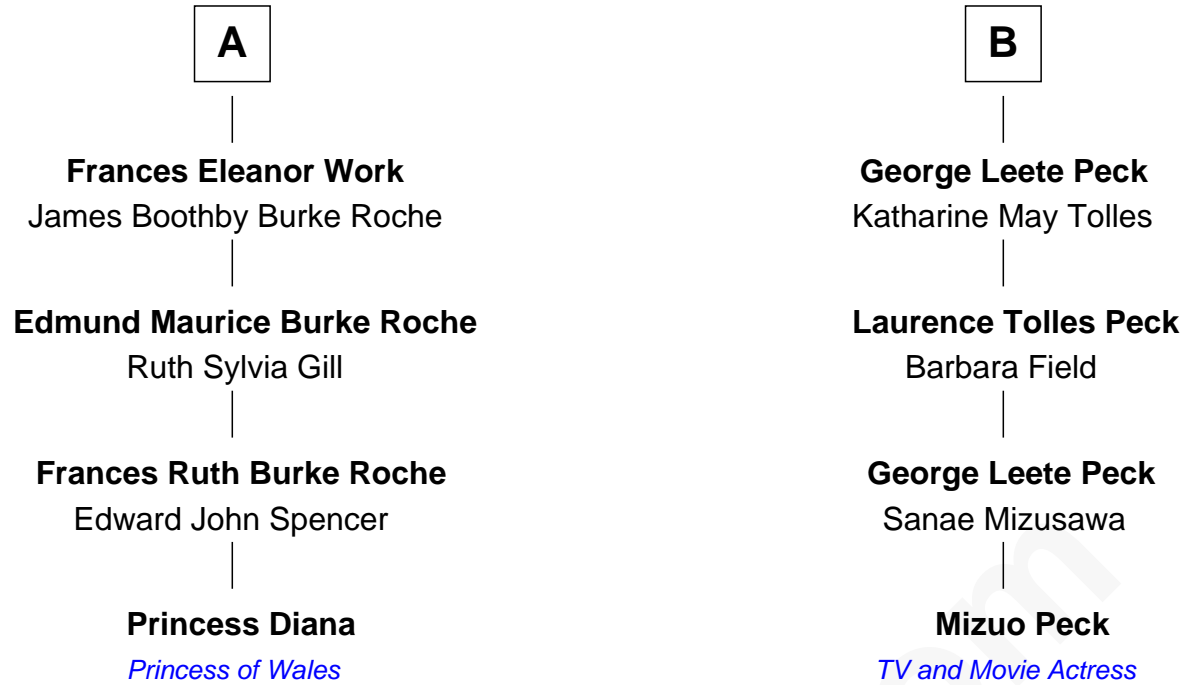 A
Frances Eleanor Work
James Boothby Burke Roche
Edmund Maurice Burke Roche
Ruth Sylvia Gill
Frances Ruth Burke Roche
Edward John Spencer
Princess Diana
Princess of Wales
B
George Leete Peck
Katharine May Tolles
Laurence Tolles Peck
Barbara Field
George Leete Peck
Sanae Mizusawa
Mizuo Peck
TV and Movie Actress